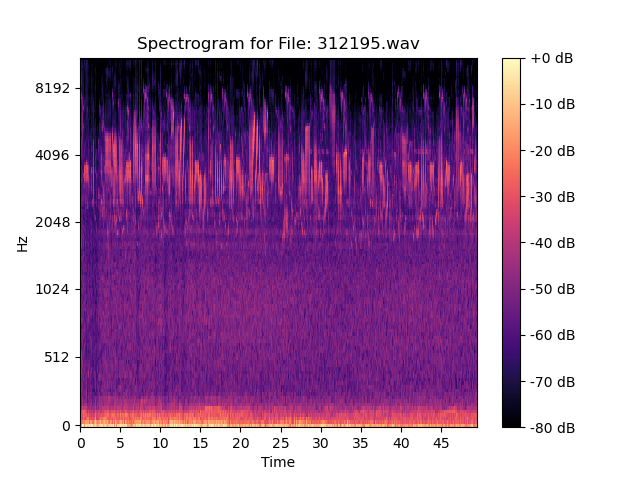 Spectrogram for File: 312195.wav
Hz
8192
4096
2048
1024
512
0
0 5 10 15 20 25 30 35 40 45
Time
+0 dB
-10 dB
-20 dB
-30 dB
-40 dB
-50 dB
-60 dB
-70 dB
-80 dB